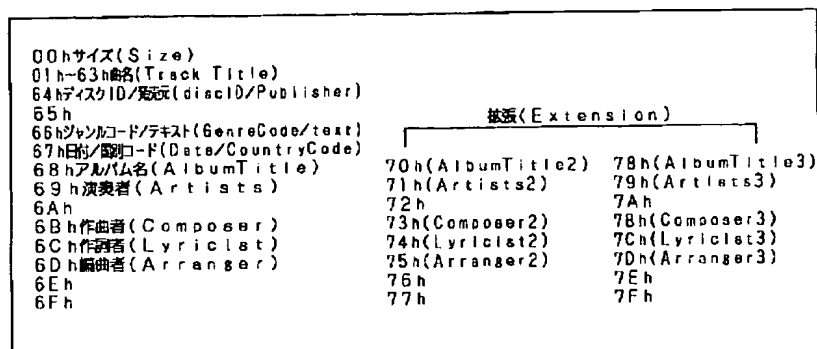 00hサイズ(Size)
01h~63h曲名(Track Title)
64hディスクID/発売元(discID/Publisher)
65h
66hジャンルコード/テキスト(GenreCode/text)
67h日付/国別コード(Date/CountryCode)
68hアルバム名(AlbumTitle)
69h演奏者(Artists)
6Ah
6Bh作曲者(Composer)
6Ch作詞者(Lyricist)
6Dh編曲者(Arranger)
6Eh
6Fh
拡張(Extension)
70h(AlbumTitle2) 78h(AlbumTitle3)
71h(Artists2) 79h(Artists3)
72h 7Ah
73h(Composer2) 7Bh(Composer3)
74h(Lyricist2) 7Ch(Lyricist3)
75h(Arranger2) 7Dh(Arranger3)
76h 7Eh
77h 7Fh